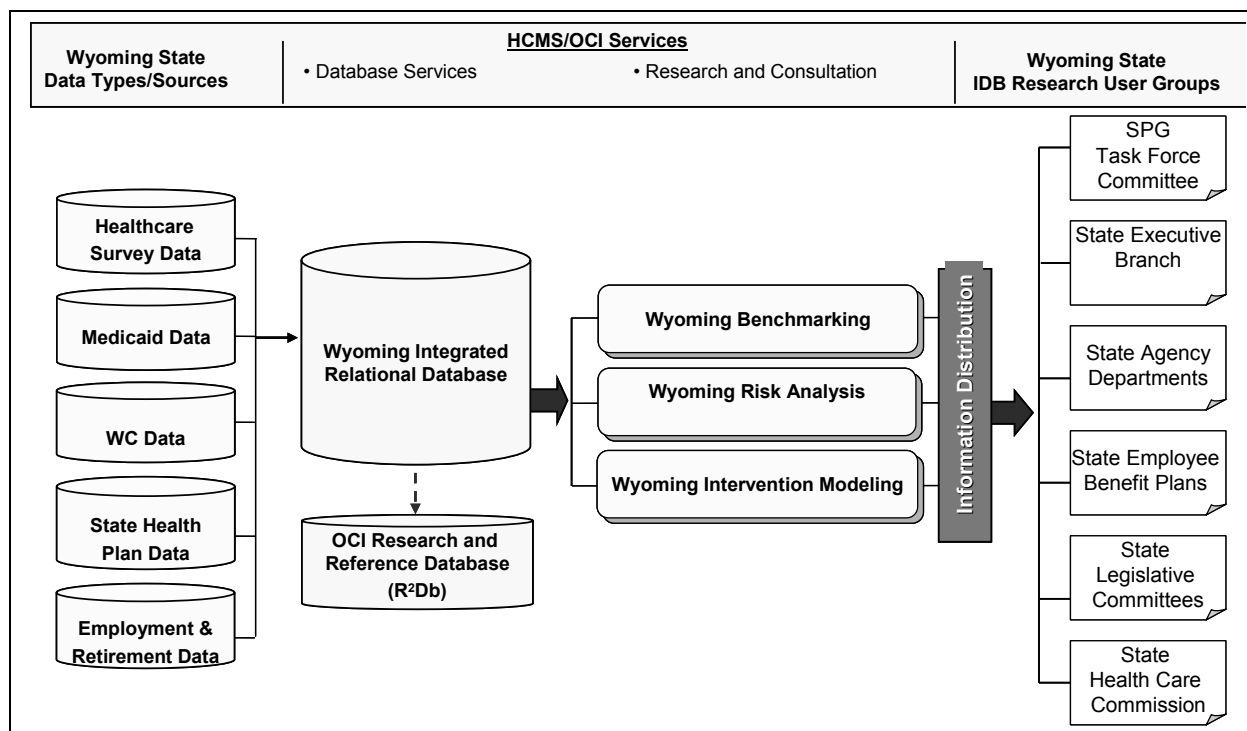 Wyoming State
Data Types/Sources
HCMS/OCI Services
• Database Services
• Research and Consultation
Wyoming State
IDB Research User Groups
Healthcare
Survey Data
Medicaid Data
WC Data
State Health
Plan Data
Employment &
Retirement Data
Wyoming Integrated
Relational Database
OCI Research and
Reference Database
(R²Db)
Wyoming Benchmarking
Wyoming Risk Analysis
Wyoming Intervention Modeling
Information Distribution
SPG
Task Force
Committee
State Executive
Branch
State Agency
Departments
State Employee
Benefit Plans
State
Legislative
Committees
State
Health Care
Commission